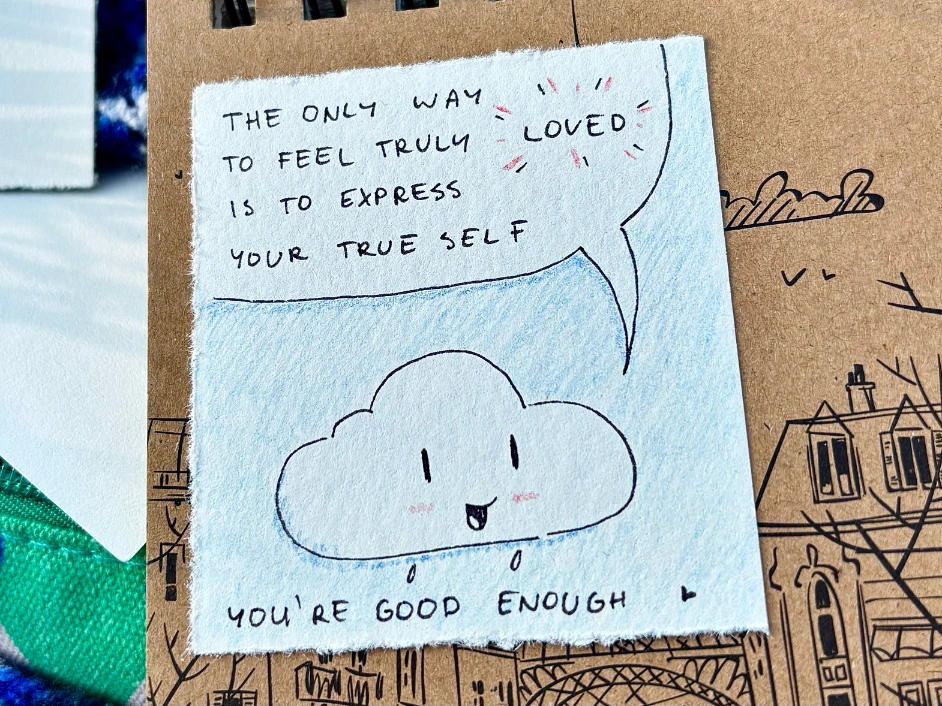 THE ONLY WAY
TO FEEL TRULY LOVED
IS TO EXPRESS
YOUR TRUE SELF
YOU'RE GOOD ENOUGH